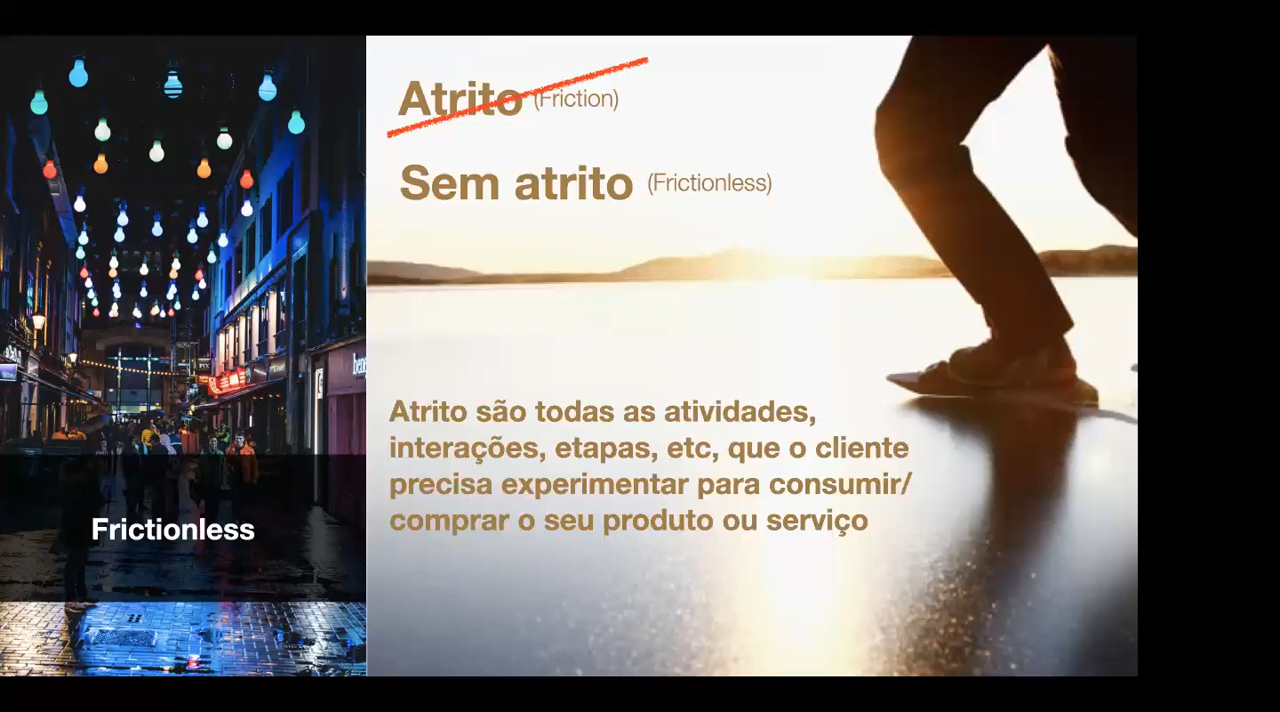 Atrito (Friction)
Sem atrito (Frictionless)
Atrito são todas as atividades,
interações, etapas, etc, que o cliente
precisa experimentar para consumir/
comprar o seu produto ou serviço
Frictionless